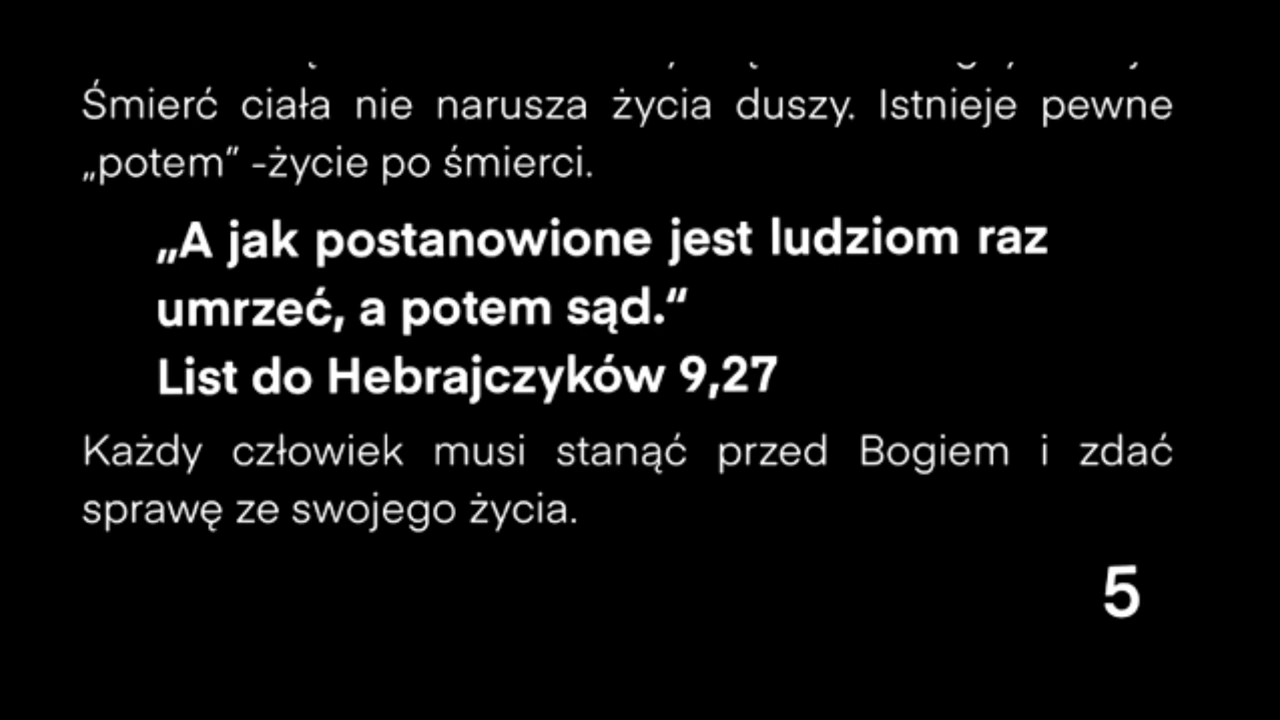 Śmierć ciała nie narusza życia duszy. Istnieje pewne
„potem” -życie po śmierci.
„A jak postanowione jest ludziom raz
umrzeć, a potem sąd.“
List do Hebrajczyków 9,27
Każdy człowiek musi stanąć przed Bogiem i zdać
sprawę ze swojego życia.
5